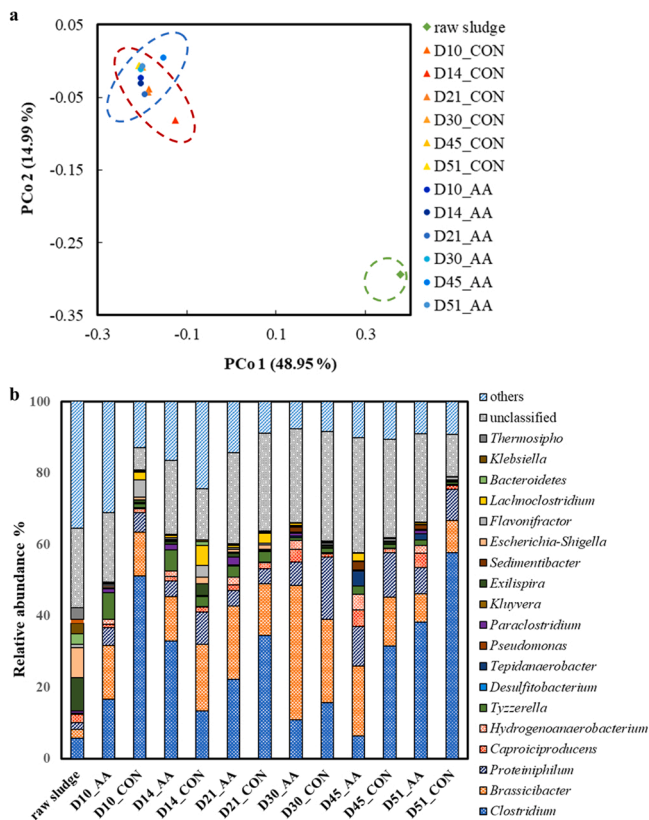 a
0.05
-0.05
-0.15
-0.25
-0.35
PCo 2 (14.99 %)
-0.3
-0.1
0.1
0.3
PCo 1 (48.95 %)
raw sludge
D10_CON
D14_CON
D21_CON
D30_CON
D45_CON
D51_CON
D10_AA
D14_AA
D21_AA
D30_AA
D45_AA
D51_AA
b
100
80
60
40
20
0
Relative abundance %
raw sludge
D10_AA
D10_CON
D14_AA
D14_CON
D21_AA
D21_CON
D30_AA
D30_CON
D45_AA
D45_CON
D51_AA
D51_CON
others
unclassified
Thermosipho
Klebsiella
Bacteroidetes
Lachnoclostridium
Flavonifractor
Escherichia-Shigella
Sedimentibacter
Exilispira
Kluyvera
Paraclostridium
Pseudomonas
Tepidanaerobacter
Desulfitobacterium
Tyzzerella
Hydrogenoanaerobacterium
Caproiciproducens
Proteiniphilum
Brassicibacter
Clostridium